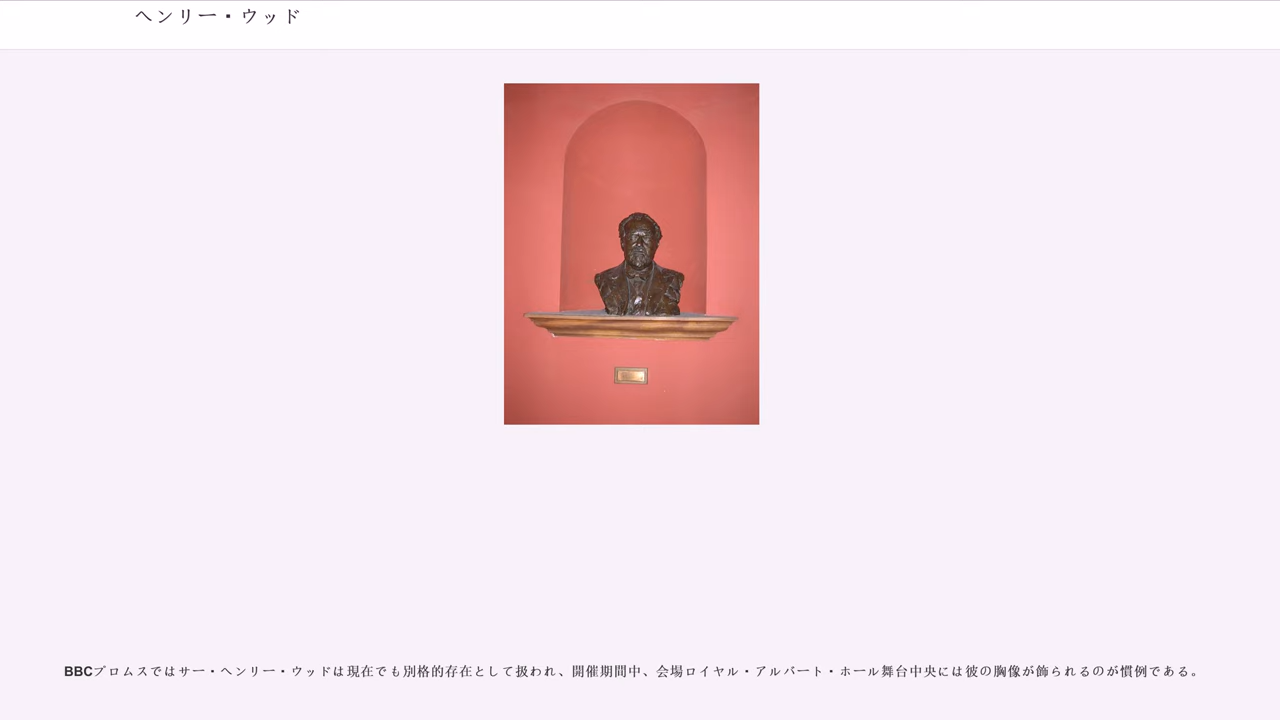 ヘンリー・ウッド
BBCプロムスではサー・ヘンリー・ウッドは現在でも別格的存在として扱われ、開催期間中、会場ロイヤル・アルバート・ホール舞台中央には彼の胸像が飾られるのが慣例である。